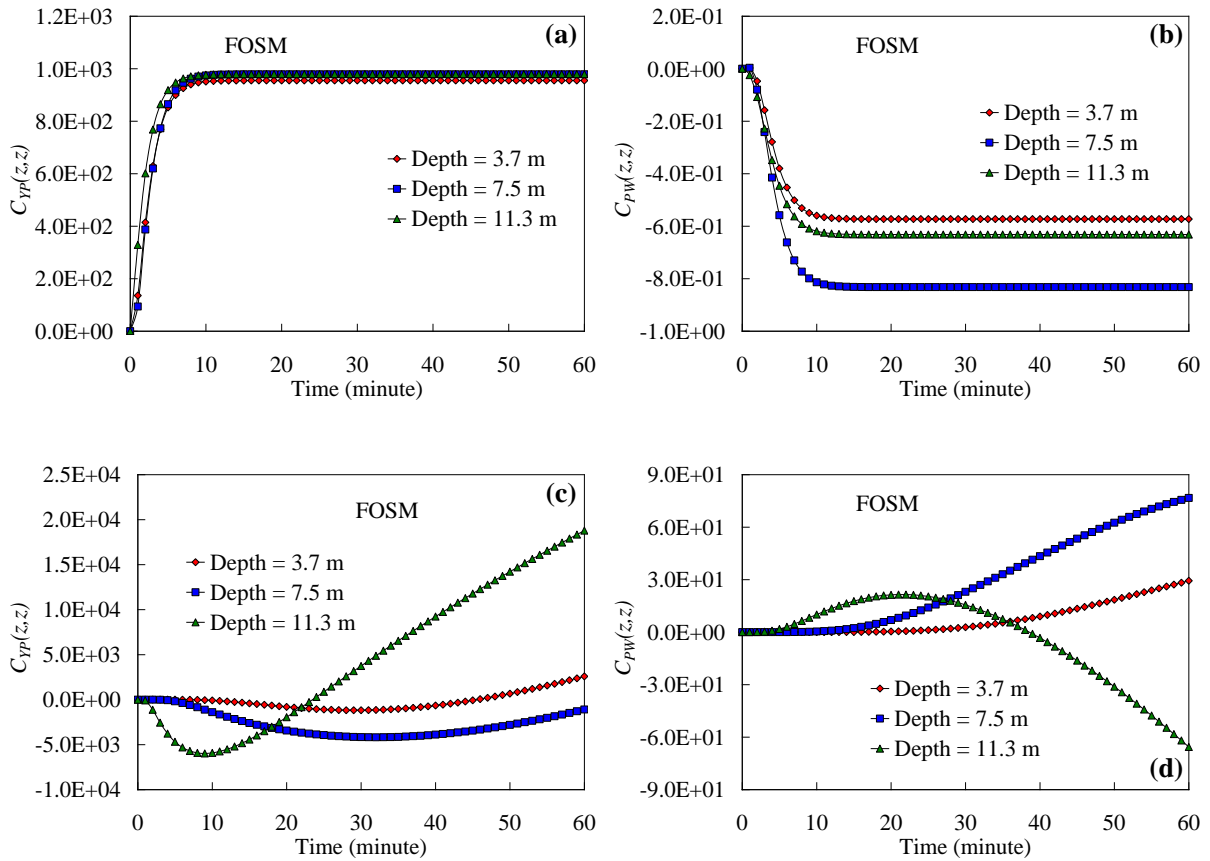 (a)
FOSM
1.2E+03
1.0E+03
8.0E+02
6.0E+02
4.0E+02
2.0E+02
0.0E+00
C_YP(z,z)
Depth = 3.7 m
Depth = 7.5 m
Depth = 11.3 m
0 10 20 30 40 50 60
Time (minute)
(b)
FOSM
2.0E-01
0.0E+00
-2.0E-01
-4.0E-01
-6.0E-01
-8.0E-01
-1.0E+00
C_PW(z,z)
Depth = 3.7 m
Depth = 7.5 m
Depth = 11.3 m
0 10 20 30 40 50 60
Time (minute)
(c)
FOSM
2.5E+04
2.0E+04
1.5E+04
1.0E+04
5.0E+03
0.0E+00
-5.0E+03
-1.0E+04
C_YP(z,z)
Depth = 3.7 m
Depth = 7.5 m
Depth = 11.3 m
0 10 20 30 40 50 60
Time (minute)
FOSM
9.0E+01
6.0E+01
3.0E+01
0.0E+00
-3.0E+01
-6.0E+01
-9.0E+01
C_PW(z,z)
Depth = 3.7 m
Depth = 7.5 m
Depth = 11.3 m
(d)
0 10 20 30 40 50 60
Time (minute)